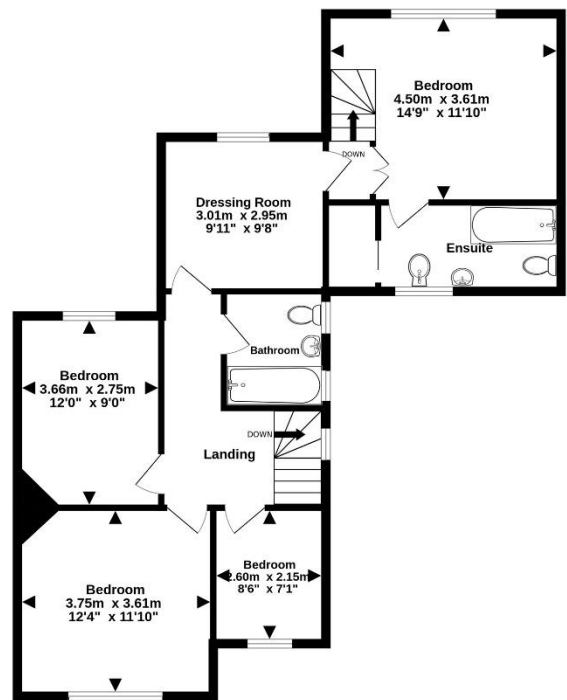 Bedroom
4.50m x 3.61m
14'9" x 11'10"
DOWN
Dressing Room
3.01m x 2.95m
9'11" x 9'8"
Ensuite
Bathroom
Bedroom
3.66m x 2.75m
12'0" x 9'0"
DOWN
Landing
Bedroom
2.60m x 2.15m
8'6" x 7'1"
Bedroom
3.75m x 3.61m
12'4" x 11'10"